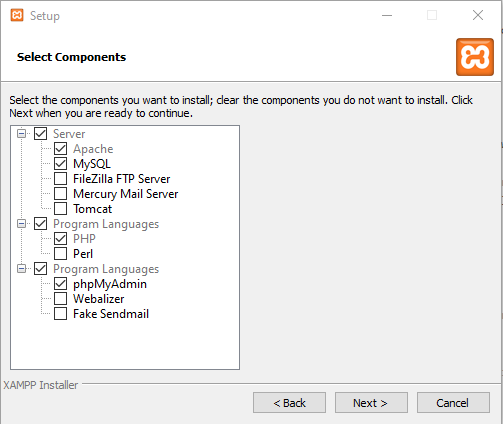 Setup
Select Components
Select the components you want to install; clear the components you do not want to install. Click
Next when you are ready to continue.
Server
Apache
MySQL
FileZilla FTP Server
Mercury Mail Server
Tomcat
Program Languages
PHP
Perl
Program Languages
phpMyAdmin
Webalizer
Fake Sendmail
XAMPP Installer
< Back
Next >
Cancel